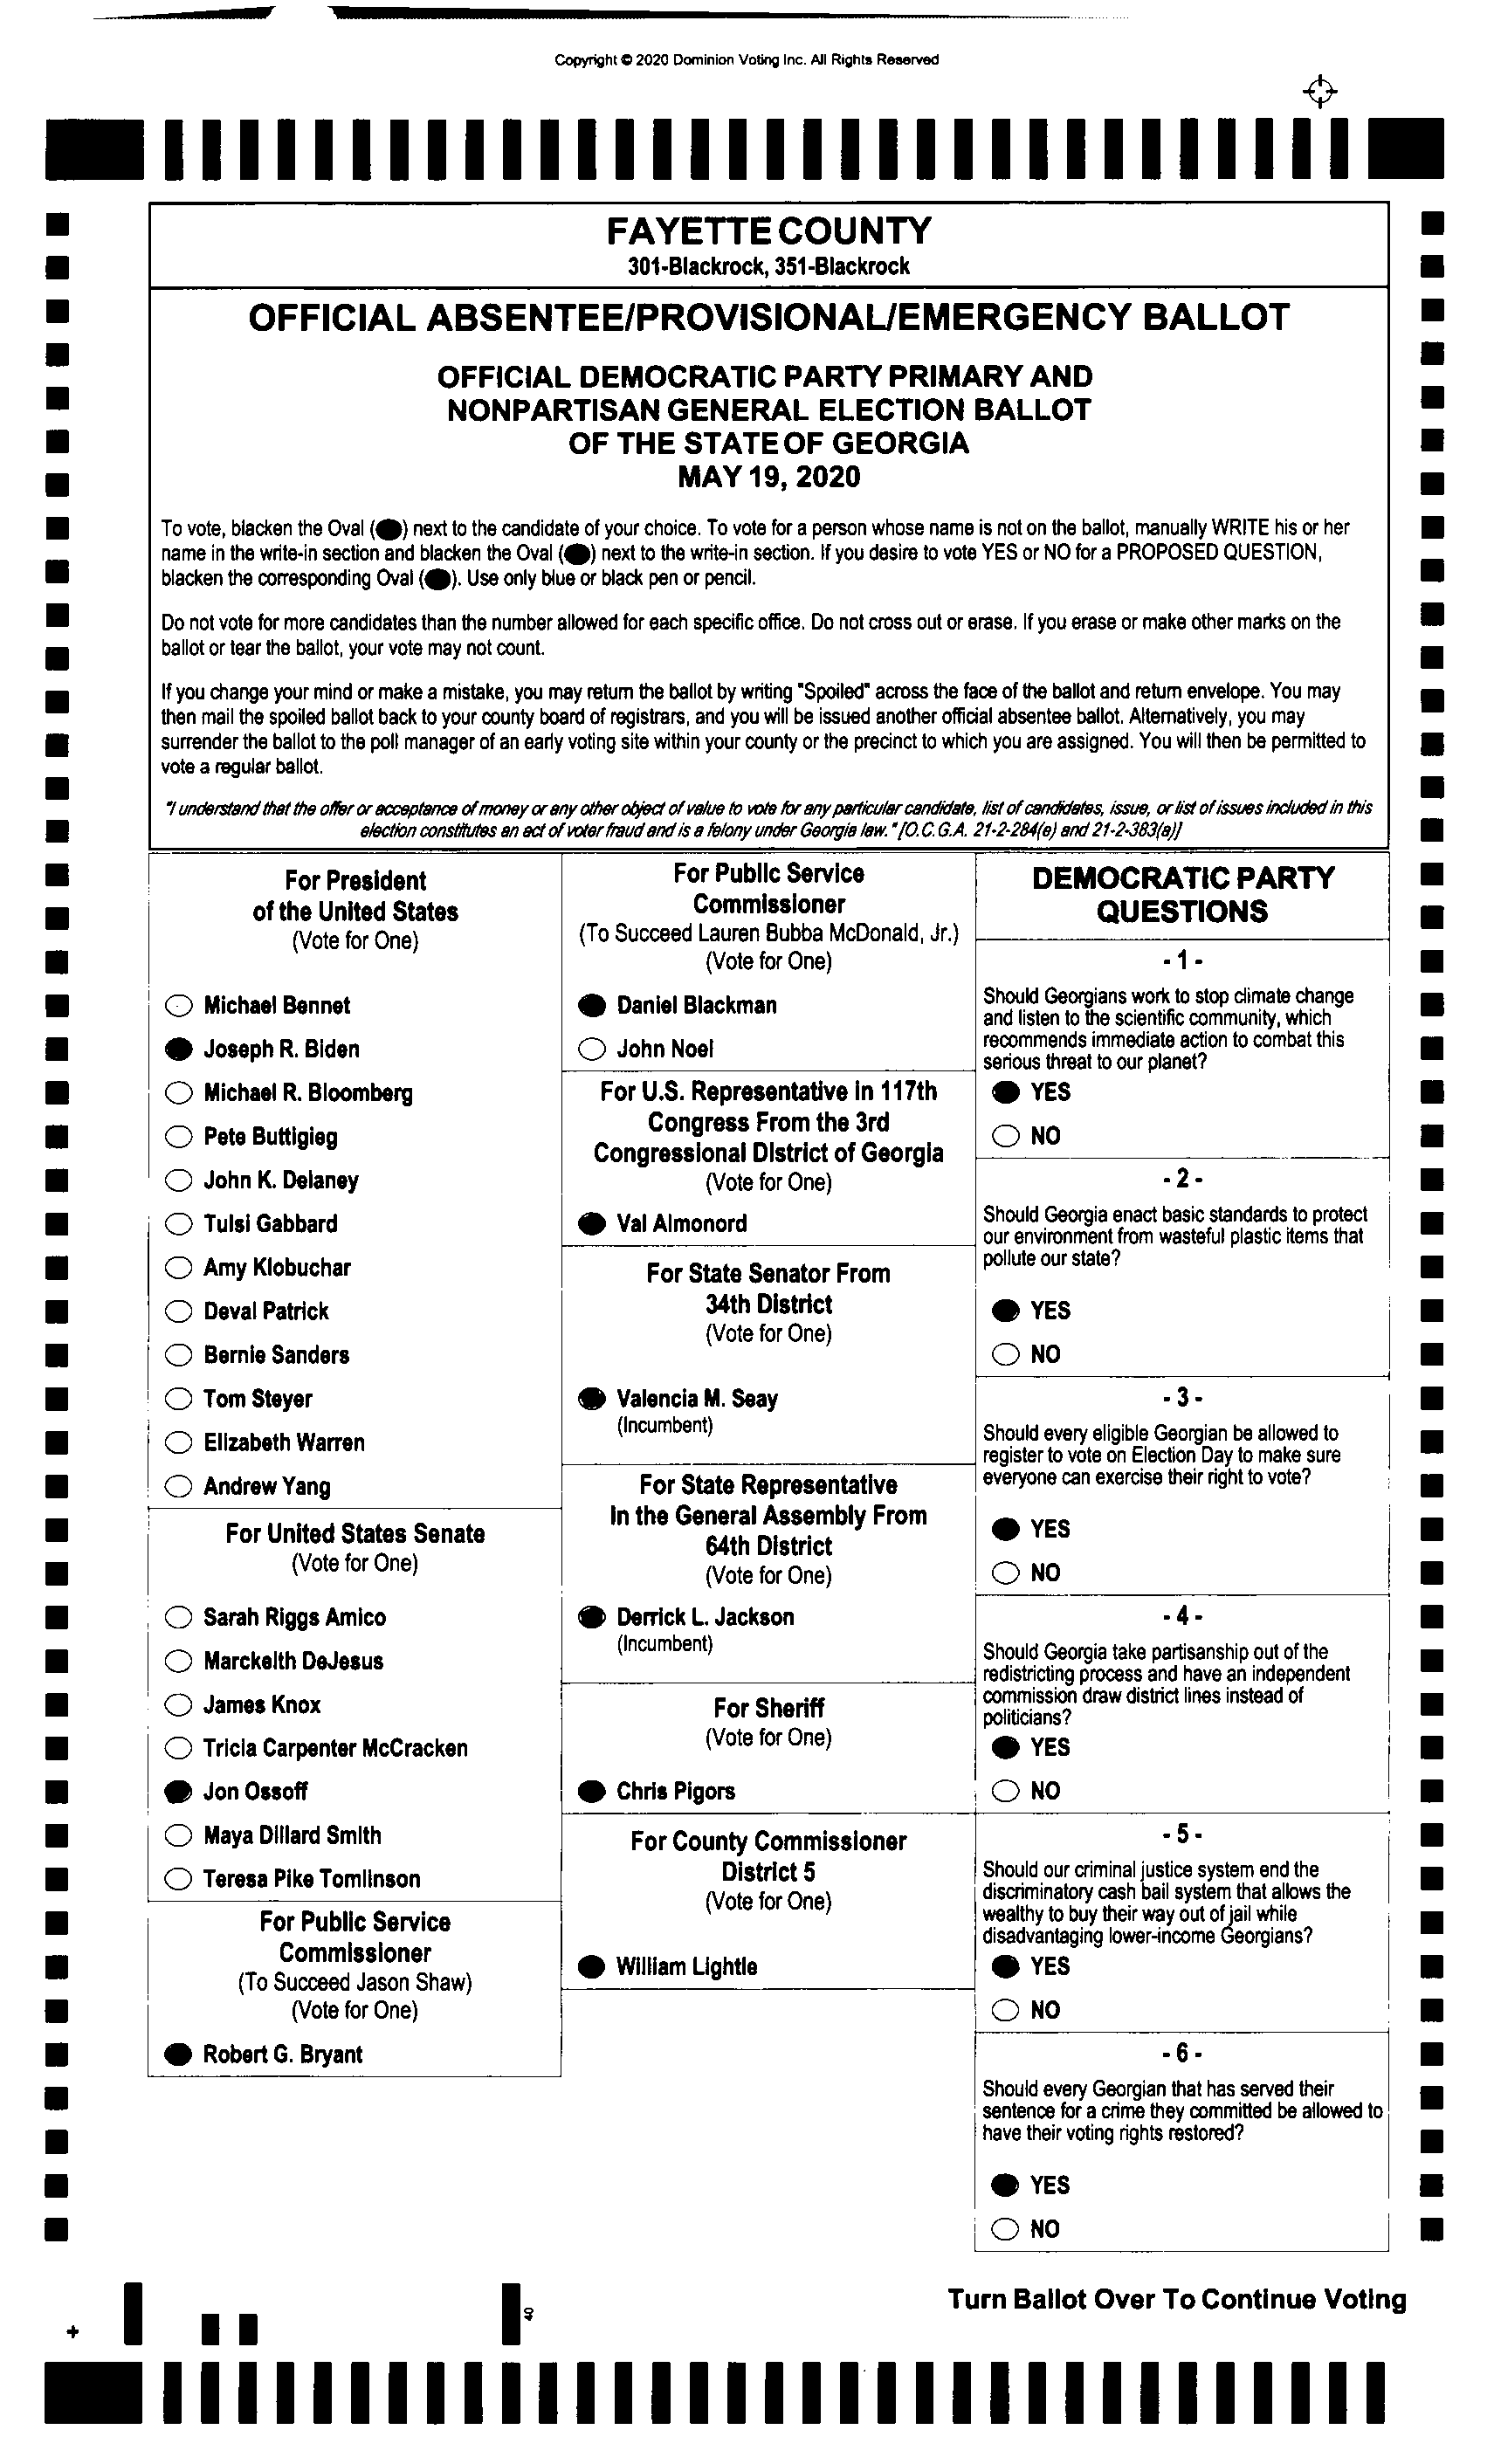 Copyright © 2020 Dominion Voting Inc. All Rights Reserved
FAYETTE COUNTY
301-Blackrock, 351-Blackrock
OFFICIAL ABSENTEE/PROVISIONAL/EMERGENCY BALLOT
OFFICIAL DEMOCRATIC PARTY PRIMARY AND
NONPARTISAN GENERAL ELECTION BALLOT
OF THE STATE OF GEORGIA
MAY 19, 2020
To vote, blacken the Oval ( ) next to the candidate of your choice. To vote for a person whose name is not on the ballot, manually WRITE his or her
name in the write-in section and blacken the Oval ( ) next to the write-in section. If you desire to vote YES or NO for a PROPOSED QUESTION,
blacken the corresponding Oval ( ). Use only blue or black pen or pencil.
Do not vote for more candidates than the number allowed for each specific office. Do not cross out or erase. If you erase or make other marks on the
ballot or tear the ballot, your vote may not count.
If you change your mind or make a mistake, you may return the ballot by writing "Spoiled" across the face of the ballot and return envelope. You may
then mail the spoiled ballot back to your county board of registrars, and you will be issued another official absentee ballot. Alternatively, you may
surrender the ballot to the poll manager of an early voting site within your county or the precinct to which you are assigned. You will then be permitted to
vote a regular ballot.
"I understand that the offer or acceptance of money or any other object of value to vote for any particular candidate, list of candidates, issue, or list of issues included in this
election constitutes an act of voter fraud and is a felony under Georgia law." [O.C.G.A. 21-2-284(e) and 21-2-383(a)]
For President
of the United States
(Vote for One)
Michael Bennet
Joseph R. Biden
Michael R. Bloomberg
Pete Buttigieg
John K. Delaney
Tulsi Gabbard
Amy Klobuchar
Deval Patrick
Bernie Sanders
Tom Steyer
Elizabeth Warren
Andrew Yang
For United States Senate
(Vote for One)
Sarah Riggs Amico
Marckeith DeJesus
James Knox
Tricia Carpenter McCracken
Jon Ossoff
Maya Dillard Smith
Teresa Pike Tomlinson
For Public Service
Commissioner
(To Succeed Jason Shaw)
(Vote for One)
Robert G. Bryant
For Public Service
Commissioner
(To Succeed Lauren Bubba McDonald, Jr.)
(Vote for One)
Daniel Blackman
John Noel
For U.S. Representative in 117th
Congress From the 3rd
Congressional District of Georgia
(Vote for One)
Val Almonord
For State Senator From
34th District
(Vote for One)
Valencia M. Seay
(Incumbent)
For State Representative
in the General Assembly From
64th District
(Vote for One)
Derrick L. Jackson
(Incumbent)
For Sheriff
(Vote for One)
Chris Pigors
For County Commissioner
District 5
(Vote for One)
William Lightle
DEMOCRATIC PARTY
QUESTIONS
- 1 -
Should Georgians work to stop climate change
and listen to the scientific community, which
recommends immediate action to combat this
serious threat to our planet?
YES
NO
- 2 -
Should Georgia enact basic standards to protect
our environment from wasteful plastic items that
pollute our state?
YES
NO
- 3 -
Should every eligible Georgian be allowed to
register to vote on Election Day to make sure
everyone can exercise their right to vote?
YES
NO
- 4 -
Should Georgia take partisanship out of the
redistricting process and have an independent
commission draw district lines instead of
politicians?
YES
NO
- 5 -
Should our criminal justice system end the
discriminatory cash bail system that allows the
wealthy to buy their way out of jail while
disadvantaging lower-income Georgians?
YES
NO
- 6 -
Should every Georgian that has served their
sentence for a crime they committed be allowed to
have their voting rights restored?
YES
NO
Turn Ballot Over To Continue Voting
40